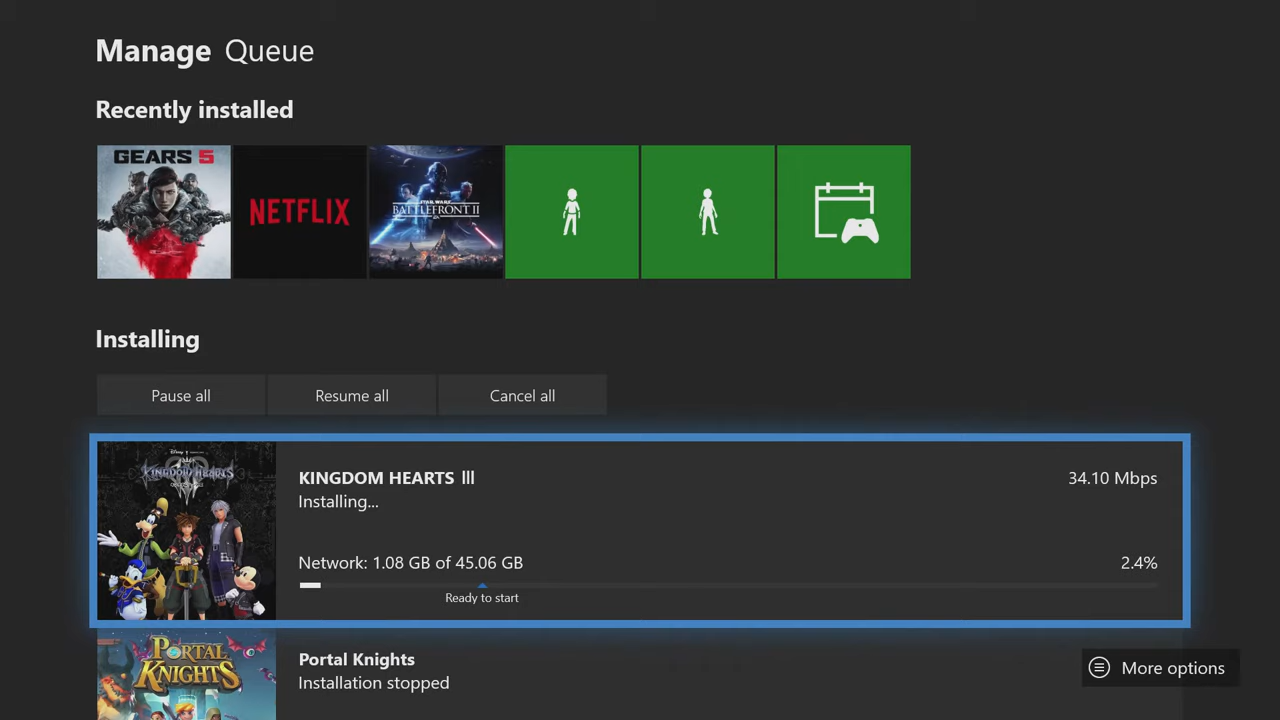 Manage Queue
Recently installed
GEARS 5
NETFLIX
STAR WARS
BATTLEFRONT II
Installing
Pause all
Resume all
Cancel all
Disney
KINGDOM HEARTS
KINGDOM HEARTS III
34.10 Mbps
Installing...
Network: 1.08 GB of 45.06 GB
2.4%
Ready to start
PORTAL
KNIGHTS
Portal Knights
Installation stopped
More options